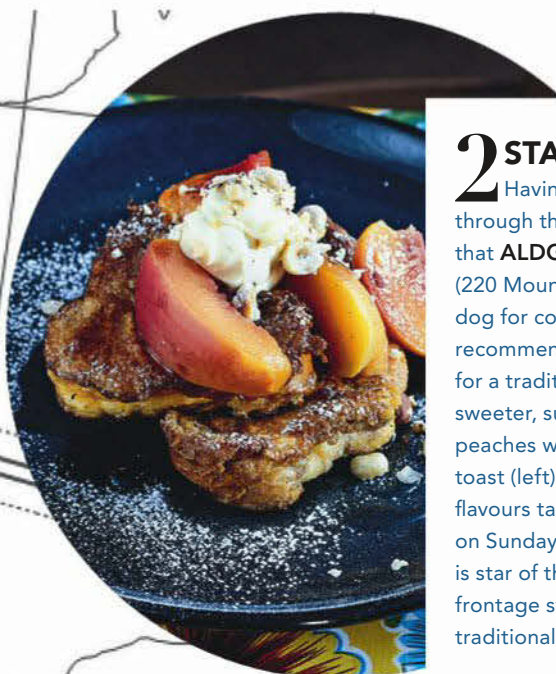 2 STA
Havin
through th
that ALDG
(220 Moun
dog for co
recommen
for a tradit
sweeter, su
peaches w
toast (left)
flavours ta
on Sunday
is star of th
frontage s
traditional